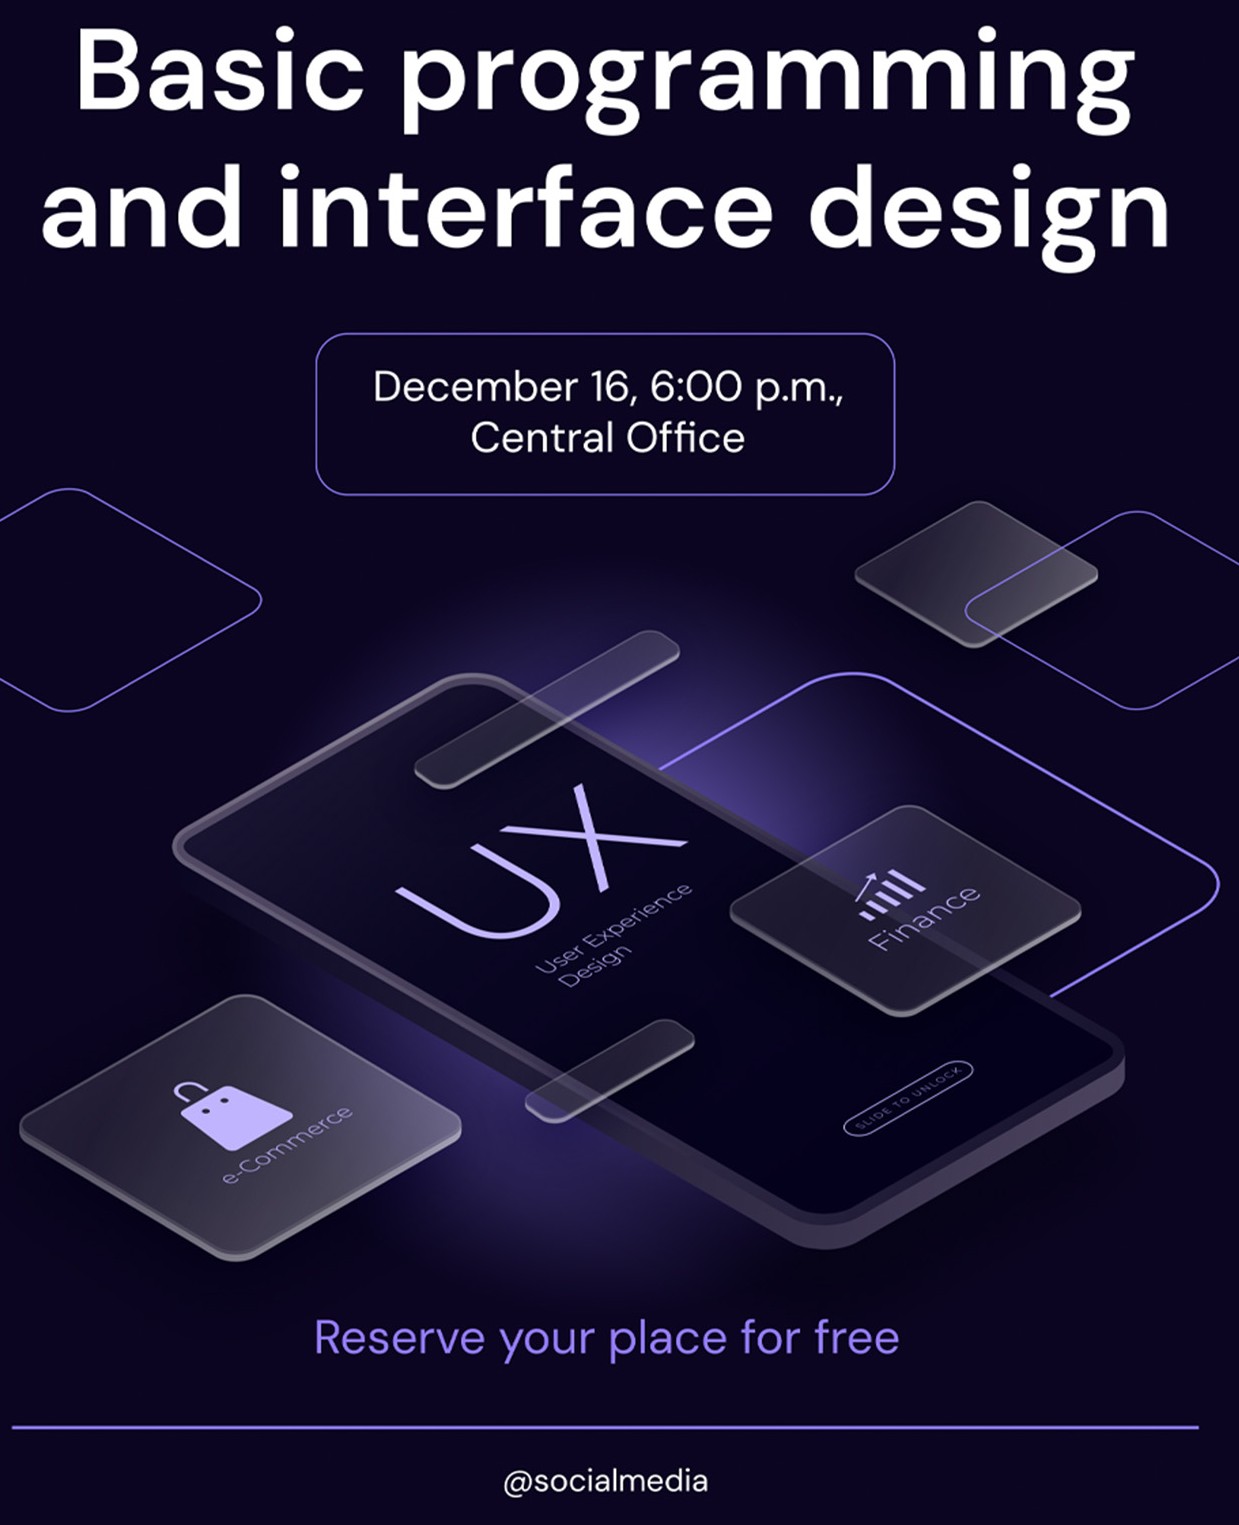 Basic programming
and interface design
December 16, 6:00 p.m.,
Central Office
UX
User Experience
Design
Finance
e-Commerce
SLIDE TO UNLOCK
Reserve your place for free
@socialmedia